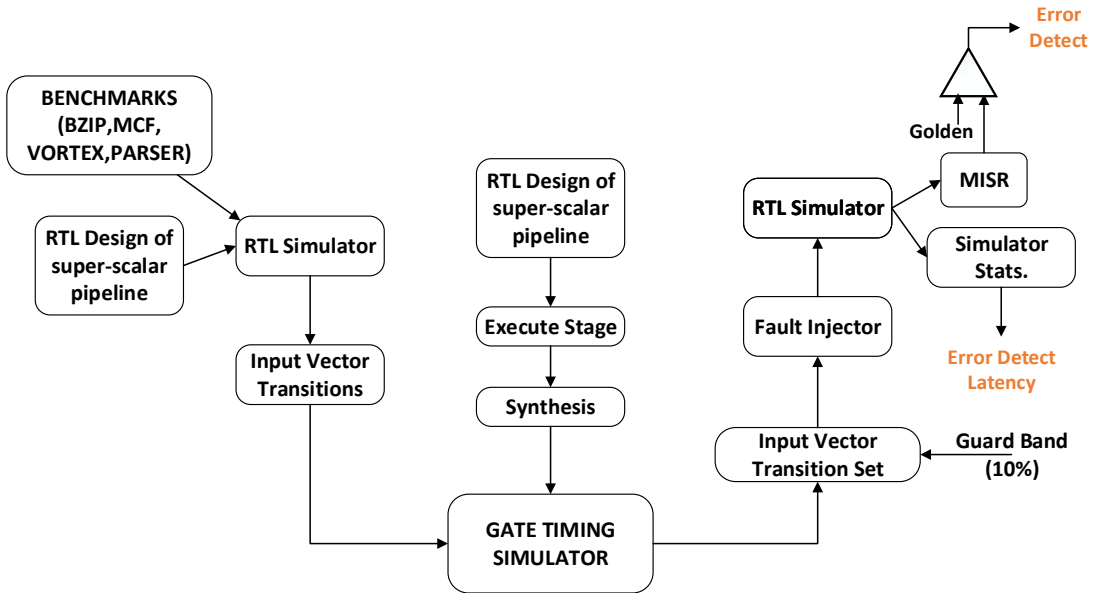 BENCHMARKS
(BZIP,MCF,
VORTEX,PARSER)
RTL Design of
super-scalar
pipeline
RTL Simulator
Input Vector
Transitions
RTL Design of
super-scalar
pipeline
Execute Stage
Synthesis
GATE TIMING
SIMULATOR
Input Vector
Transition Set
Guard Band
(10%)
Fault Injector
RTL Simulator
MISR
Golden
Error
Detect
Simulator
Stats.
Error Detect
Latency